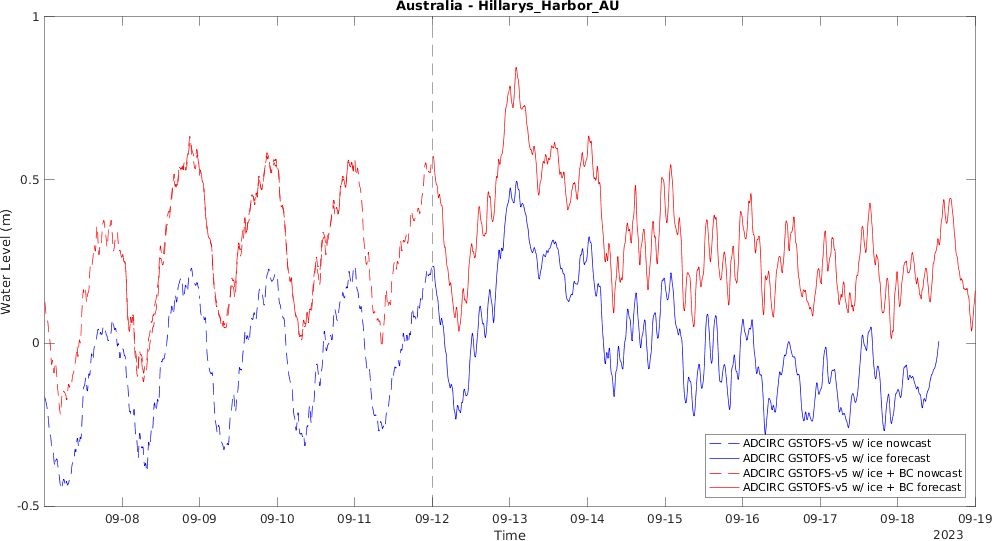 Australia - Hillarys_Harbor_AU
Water Level (m)
1
0.5
0
-0.5
ADCIRC GSTOFS-v5 w/ ice nowcast
ADCIRC GSTOFS-v5 w/ ice forecast
ADCIRC GSTOFS-v5 w/ ice + BC nowcast
ADCIRC GSTOFS-v5 w/ ice + BC forecast
09-08 09-09 09-10 09-11 09-12 09-13 09-14 09-15 09-16 09-17 09-18 09-19
Time
2023